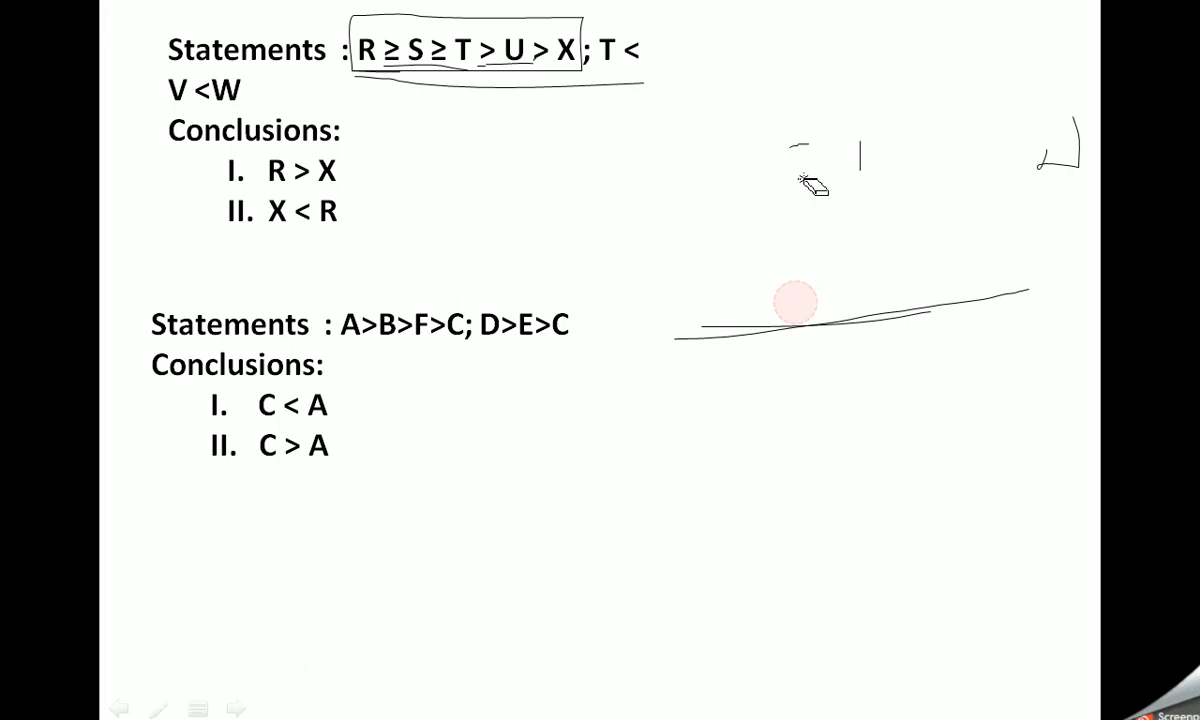 Statements : R ≥ S ≥ T > U > X ; T <
V <W
Conclusions:
I. R > X
II. X < R
Statements : A>B>F>C; D>E>C
Conclusions:
I. C < A
II. C > A